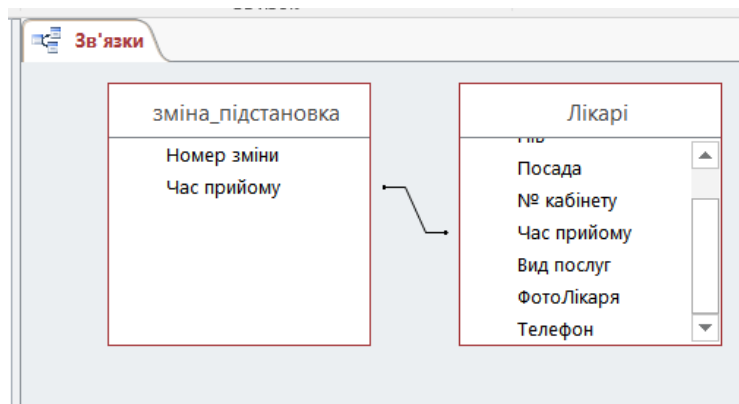 Зв'язки
зміна_підстановка
Номер зміни
Час прийому
Лікарі
Посада
№ кабінету
Час прийому
Вид послуг
ФотоЛікаря
Телефон